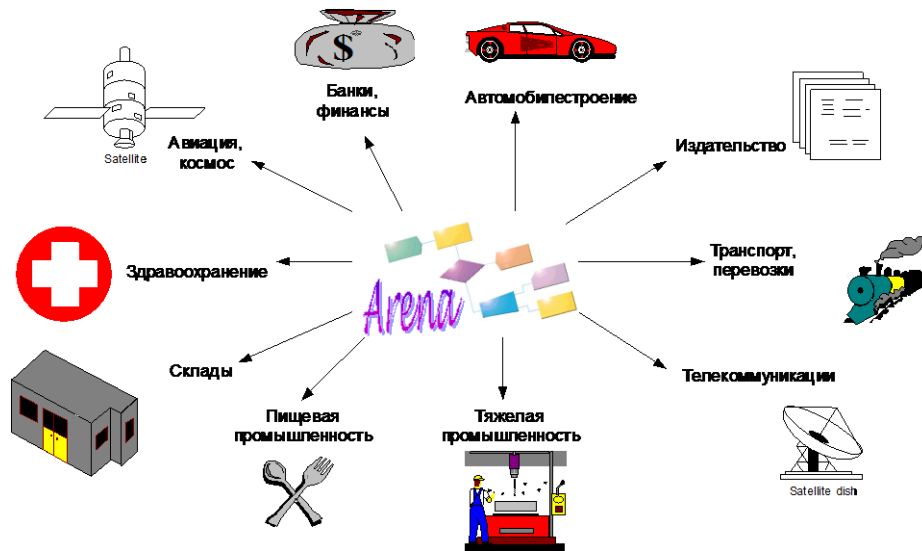 $
Банки,
финансы
Автомобилестроение
Satellite
Авиация,
космос
Издательство
Здравоохранение
Транспорт,
перевозки
Arena
Склады
Телекоммуникации
Пищевая
промышленность
Тяжелая
промышленность
Satellite dish